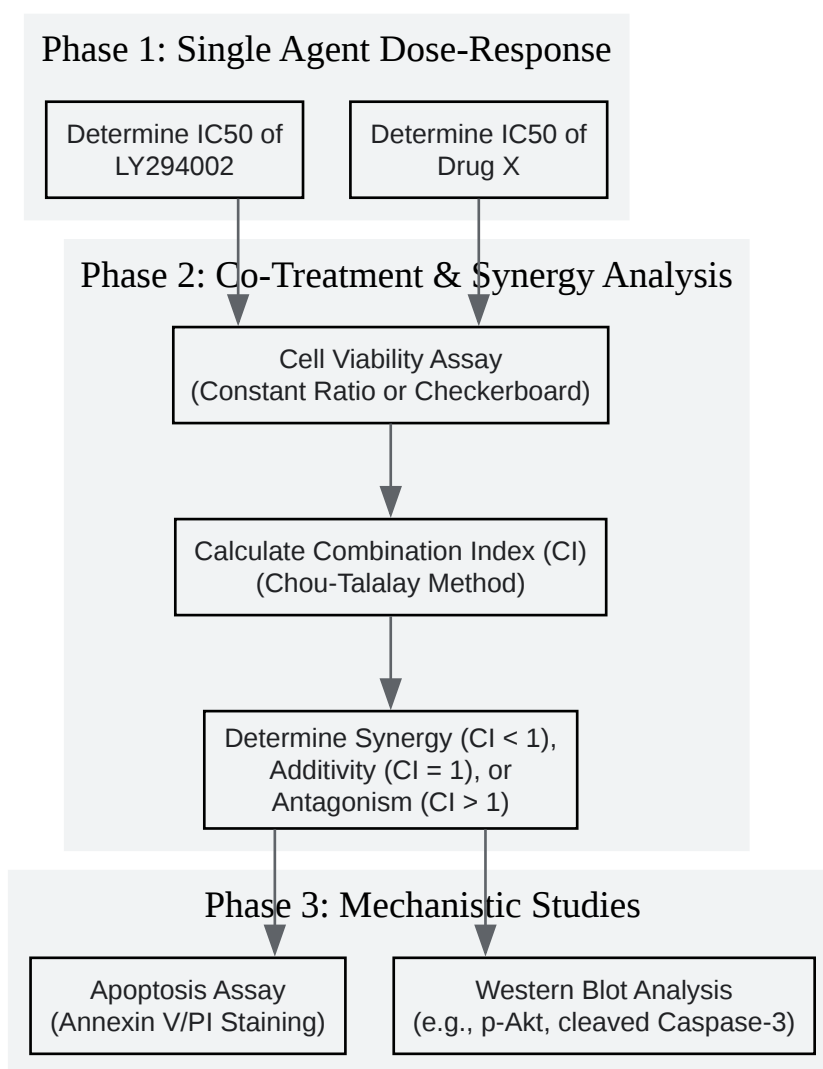 Phase 1: Single Agent Dose-Response
Determine IC50 of
LY294002
Determine IC50 of
Drug X
Phase 2: Co-Treatment & Synergy Analysis
Cell Viability Assay
(Constant Ratio or Checkerboard)
Calculate Combination Index (CI)
(Chou-Talalay Method)
Determine Synergy (CI < 1),
Additivity (CI = 1), or
Antagonism (CI > 1)
Phase 3: Mechanistic Studies
Apoptosis Assay
(Annexin V/PI Staining)
Western Blot Analysis
(e.g., p-Akt, cleaved Caspase-3)